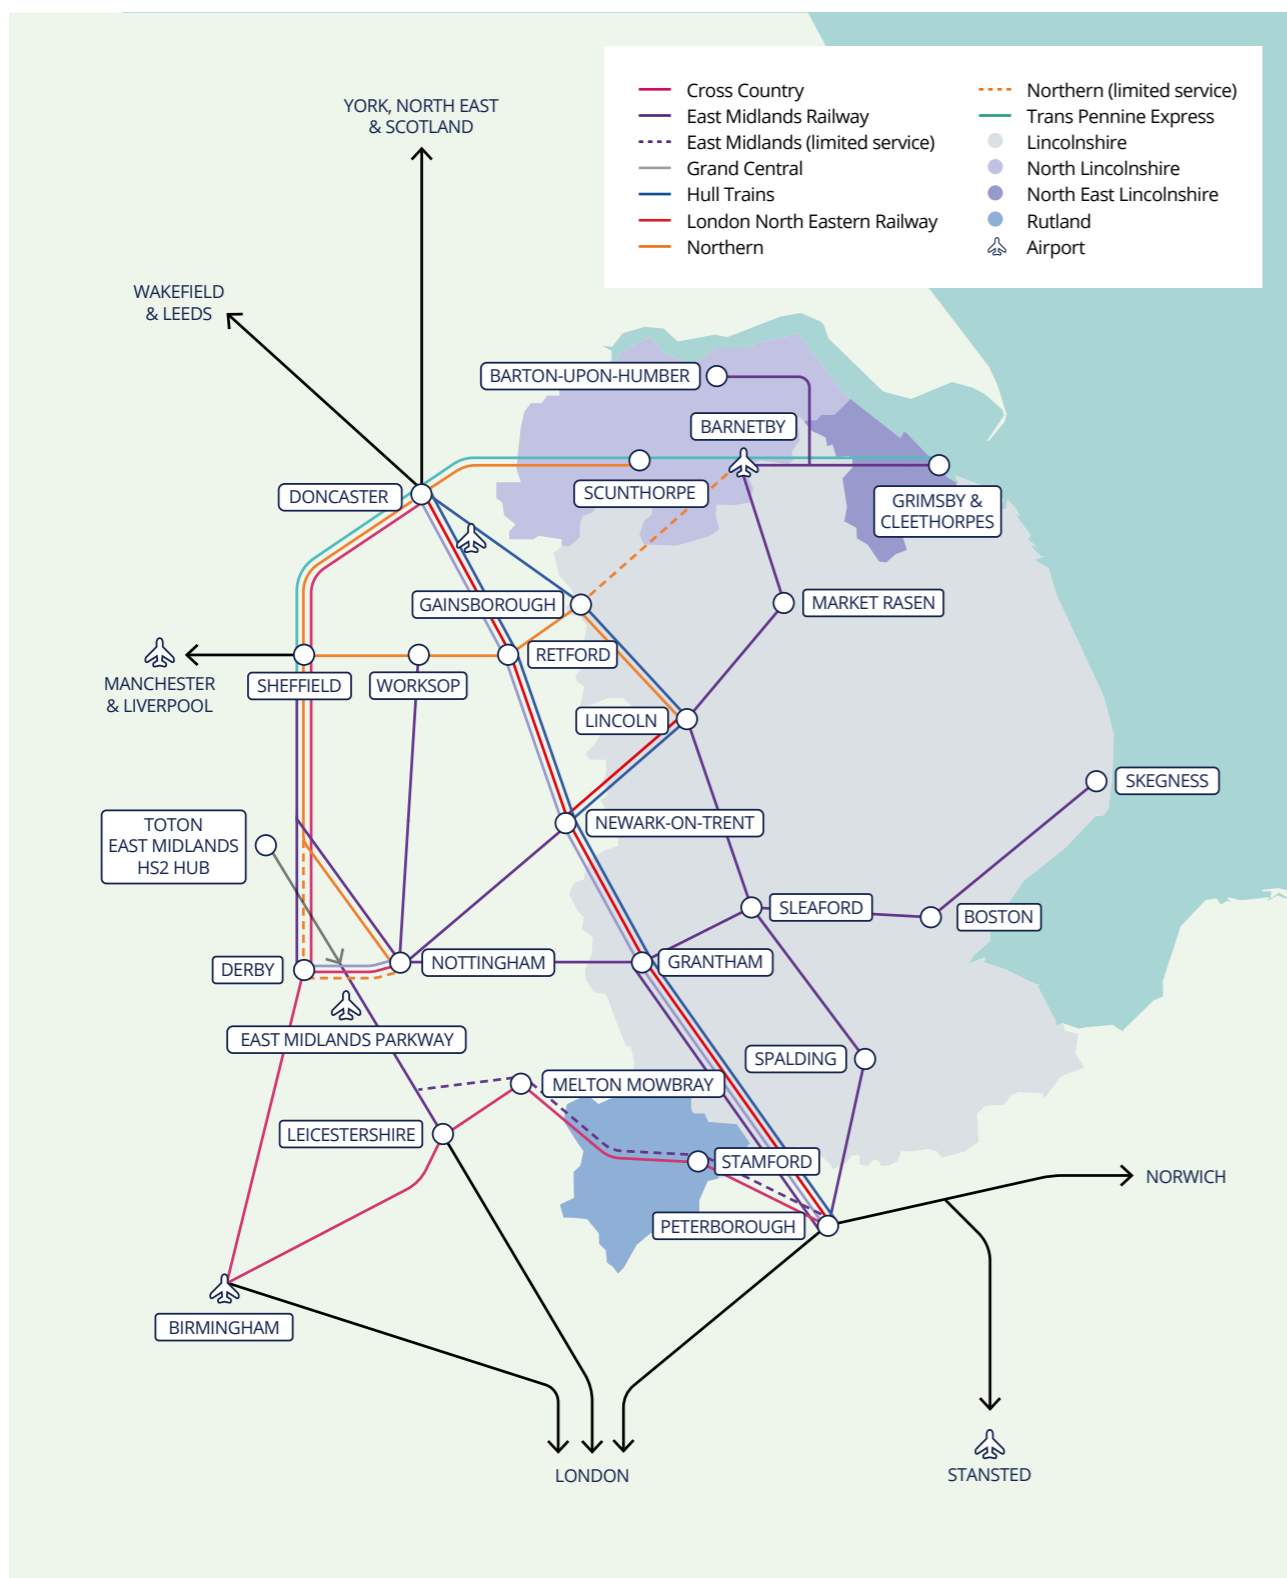 Cross Country
East Midlands Railway
East Midlands (limited service)
Grand Central
Hull Trains
London North Eastern Railway
Northern
Northern (limited service)
Trans Pennine Express
Lincolnshire
North Lincolnshire
North East Lincolnshire
Rutland
Airport
YORK, NORTH EAST
& SCOTLAND
WAKEFIELD
& LEEDS
BARTON-UPON-HUMBER
BARNETBY
DONCASTER
SCUNTHORPE
GRIMSBY &
CLEETHORPES
GAINSBOROUGH
MARKET RASEN
RETFORD
MANCHESTER
& LIVERPOOL
SHEFFIELD
WORKSOP
LINCOLN
SKEGNESS
TOTON
EAST MIDLANDS
HS2 HUB
NEWARK-ON-TRENT
SLEAFORD
BOSTON
DERBY
NOTTINGHAM
GRANTHAM
EAST MIDLANDS PARKWAY
SPALDING
MELTON MOWBRAY
LEICESTERSHIRE
STAMFORD
NORWICH
PETERBOROUGH
BIRMINGHAM
LONDON
STANSTED